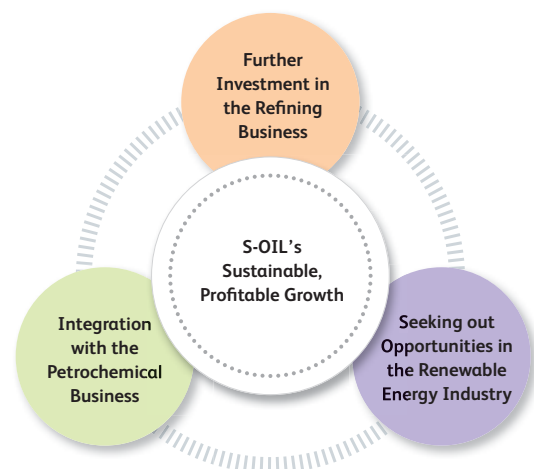 Further
Investment in
the Refining
Business
S-OIL's
Sustainable,
Profitable Growth
Integration
with the
Petrochemical
Business
Seeking out
Opportunities in
the Renewable
Energy Industry